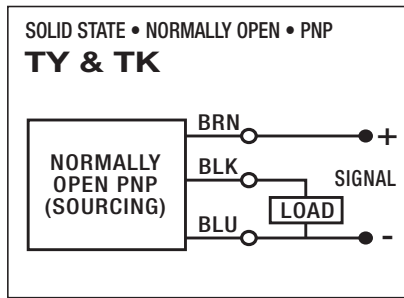 SOLID STATE • NORMALLY OPEN • PNP
TY & TK
BRN
+
NORMALLY
OPEN PNP
(SOURCING)
BLK
SIGNAL
LOAD
BLU
-